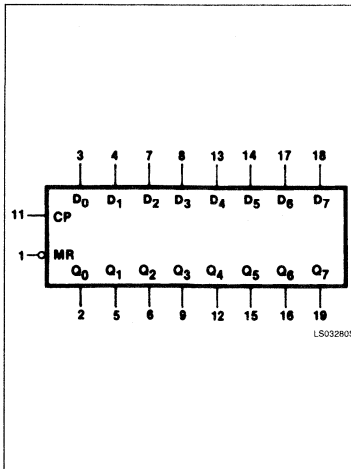 3 4 7 8 13 14 17 18
D0 D1 D2 D3 D4 D5 D6 D7
11 CP
1 MR
Q0 Q1 Q2 Q3 Q4 Q5 Q6 Q7
2 5 6 9 12 15 16 19
LS03280S